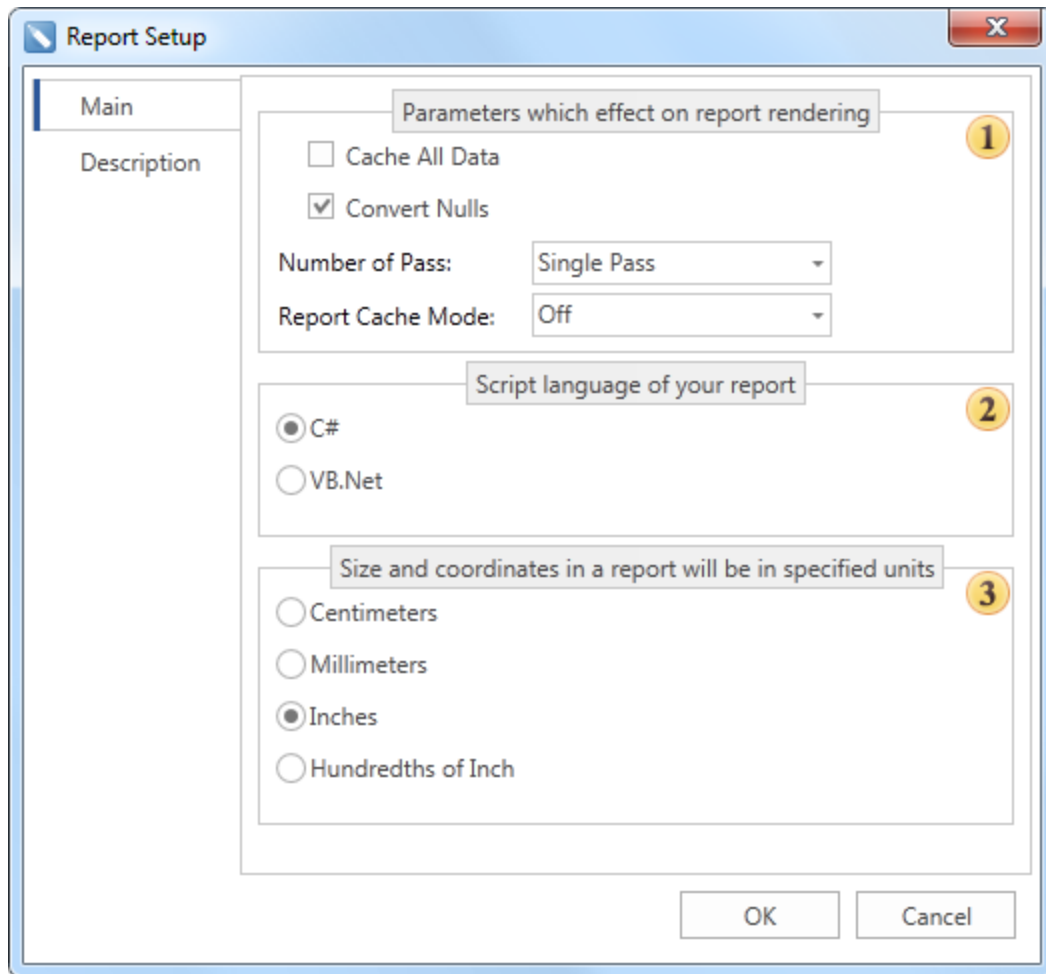 Report Setup
X
Main
Description
Parameters which effect on report rendering
1
Cache All Data
Convert Nulls
Number of Pass: Single Pass
Report Cache Mode: Off
Script language of your report
2
C#
VB.Net
Size and coordinates in a report will be in specified units
3
Centimeters
Millimeters
Inches
Hundredths of Inch
OK Cancel